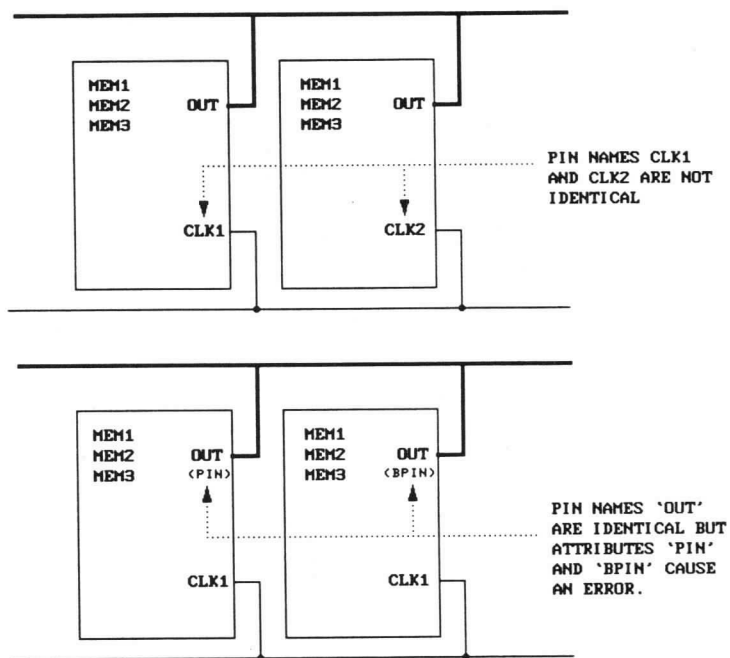 MEM1
MEM2 OUT
MEM3
CLK1
MEM1
MEM2 OUT
MEM3
CLK2
PIN NAMES CLK1
AND CLK2 ARE NOT
IDENTICAL
MEM1
MEM2 OUT
MEM3 (PIN)
CLK1
MEM1
MEM2 OUT
MEM3 (BPIN)
CLK1
PIN NAMES `OUT'
ARE IDENTICAL BUT
ATTRIBUTES `PIN'
AND `BPIN' CAUSE
AN ERROR.